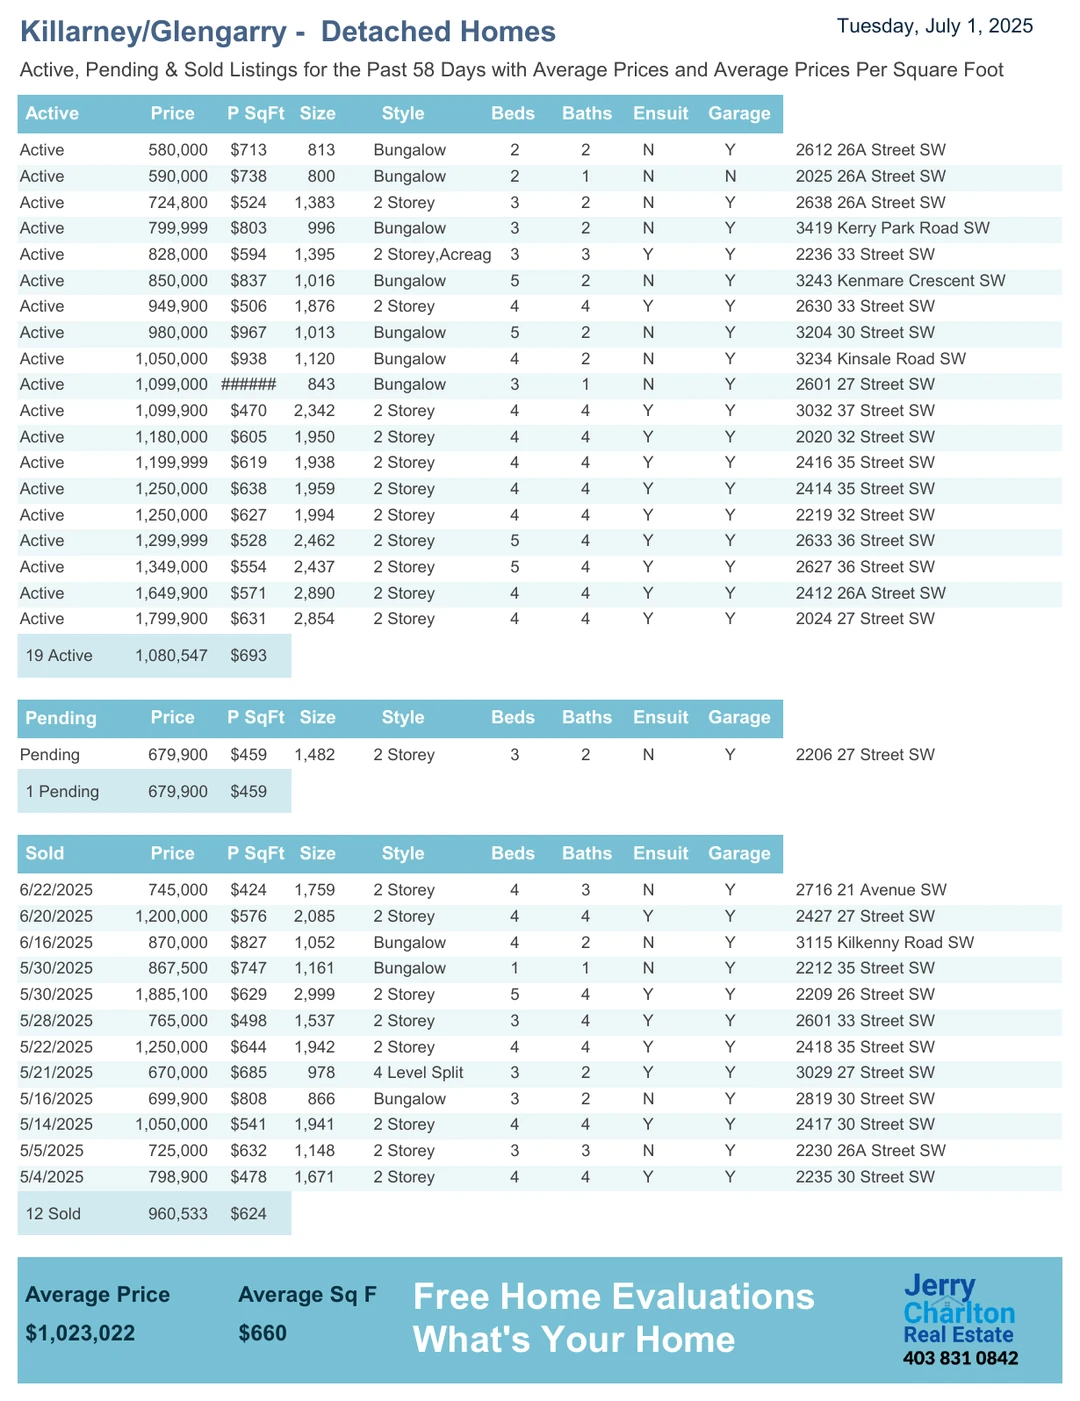 Killarney/Glengarry - Detached Homes
Tuesday, July 1, 2025
Active, Pending & Sold Listings for the Past 58 Days with Average Prices and Average Prices Per Square Foot
Active Price P SqFt Size Style Beds Baths Ensuit Garage
Active 580,000 $713 813 Bungalow 2 2 N Y 2612 26A Street SW
Active 590,000 $738 800 Bungalow 2 1 N N 2025 26A Street SW
Active 724,800 $524 1,383 2 Storey 3 2 N Y 2638 26A Street SW
Active 799,999 $803 996 Bungalow 3 2 N Y 3419 Kerry Park Road SW
Active 828,000 $594 1,395 2 Storey,Acreag 3 3 Y Y 2236 33 Street SW
Active 850,000 $837 1,016 Bungalow 5 2 N Y 3243 Kenmare Crescent SW
Active 949,900 $506 1,876 2 Storey 4 4 Y Y 2630 33 Street SW
Active 980,000 $967 1,013 Bungalow 5 2 N Y 3204 30 Street SW
Active 1,050,000 $938 1,120 Bungalow 4 2 N Y 3234 Kinsale Road SW
Active 1,099,000 ###### 843 Bungalow 3 1 N Y 2601 27 Street SW
Active 1,099,900 $470 2,342 2 Storey 4 4 Y Y 3032 37 Street SW
Active 1,180,000 $605 1,950 2 Storey 4 4 Y Y 2020 32 Street SW
Active 1,199,999 $619 1,938 2 Storey 4 4 Y Y 2416 35 Street SW
Active 1,250,000 $638 1,959 2 Storey 4 4 Y Y 2414 35 Street SW
Active 1,250,000 $627 1,994 2 Storey 4 4 Y Y 2219 32 Street SW
Active 1,299,999 $528 2,462 2 Storey 5 4 Y Y 2633 36 Street SW
Active 1,349,000 $554 2,437 2 Storey 5 4 Y Y 2627 36 Street SW
Active 1,649,900 $571 2,890 2 Storey 4 4 Y Y 2412 26A Street SW
Active 1,799,900 $631 2,854 2 Storey 4 4 Y Y 2024 27 Street SW
19 Active 1,080,547 $693
Pending Price P SqFt Size Style Beds Baths Ensuit Garage
Pending 679,900 $459 1,482 2 Storey 3 2 N Y 2206 27 Street SW
1 Pending 679,900 $459
Sold Price P SqFt Size Style Beds Baths Ensuit Garage
6/22/2025 745,000 $424 1,759 2 Storey 4 3 N Y 2716 21 Avenue SW
6/20/2025 1,200,000 $576 2,085 2 Storey 4 4 Y Y 2427 27 Street SW
6/16/2025 870,000 $827 1,052 Bungalow 4 2 N Y 3115 Kilkenny Road SW
5/30/2025 867,500 $747 1,161 Bungalow 1 1 N Y 2212 35 Street SW
5/30/2025 1,885,100 $629 2,999 2 Storey 5 4 Y Y 2209 26 Street SW
5/28/2025 765,000 $498 1,537 2 Storey 3 4 Y Y 2601 33 Street SW
5/22/2025 1,250,000 $644 1,942 2 Storey 4 4 Y Y 2418 35 Street SW
5/21/2025 670,000 $685 978 4 Level Split 3 2 Y Y 3029 27 Street SW
5/16/2025 699,900 $808 866 Bungalow 3 2 N Y 2819 30 Street SW
5/14/2025 1,050,000 $541 1,941 2 Storey 4 4 Y Y 2417 30 Street SW
5/5/2025 725,000 $632 1,148 2 Storey 3 3 N Y 2230 26A Street SW
5/4/2025 798,900 $478 1,671 2 Storey 4 4 Y Y 2235 30 Street SW
12 Sold 960,533 $624
Average Price Average Sq F
$1,023,022 $660
Free Home Evaluations
What's Your Home
Jerry
Charlton
Real Estate
403 831 0842